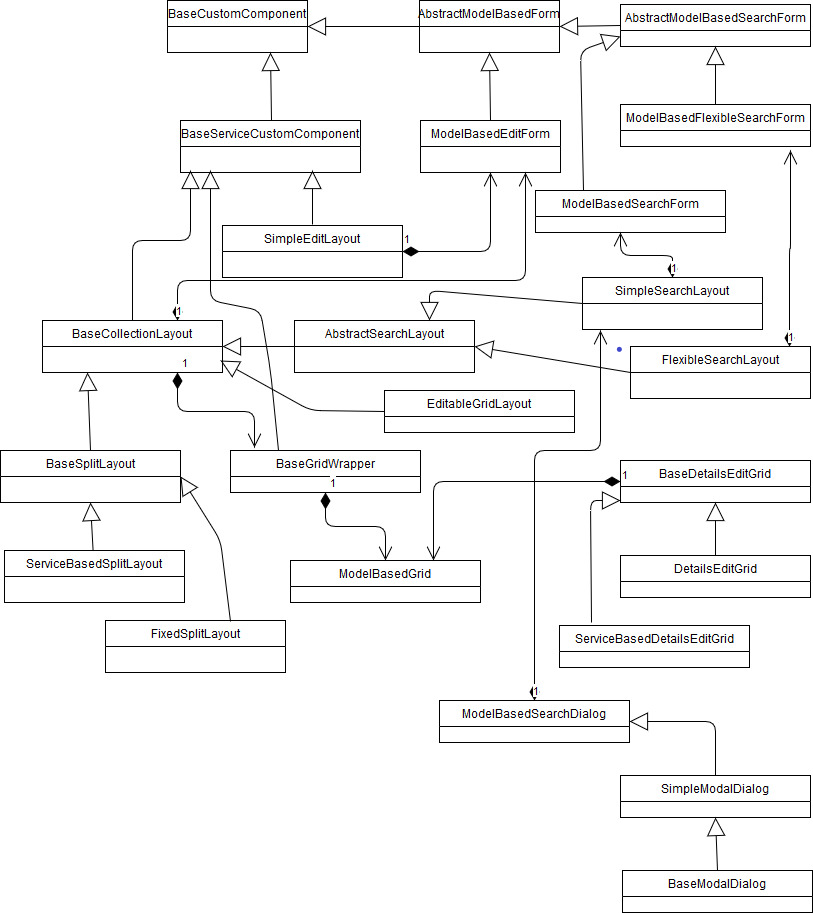 BaseCustomComponent
AbstractModelBasedForm
AbstractModelBasedSearchForm
ModelBasedFlexibleSearchForm
BaseServiceCustomComponent
ModelBasedEditForm
ModelBasedSearchForm
SimpleEditLayout
1
1
SimpleSearchLayout
1
BaseCollectionLayout
AbstractSearchLayout
1
FlexibleSearchLayout
1
EditableGridLayout
BaseSplitLayout
BaseGridWrapper
1
1
BaseDetailsEditGrid
ServiceBasedSplitLayout
ModelBasedGrid
DetailsEditGrid
FixedSplitLayout
ServiceBasedDetailsEditGrid
1
ModelBasedSearchDialog
SimpleModalDialog
BaseModalDialog